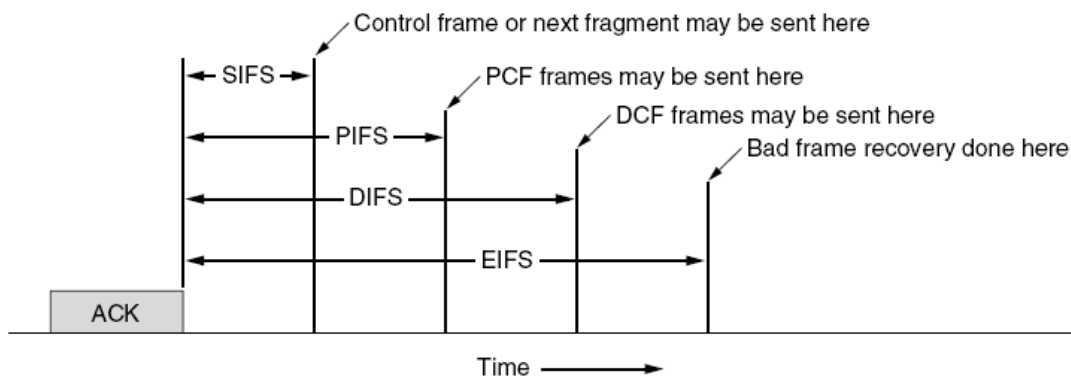 Control frame or next fragment may be sent here
SIFS
PCF frames may be sent here
PIFS
DCF frames may be sent here
DIFS
Bad frame recovery done here
EIFS
ACK
Time